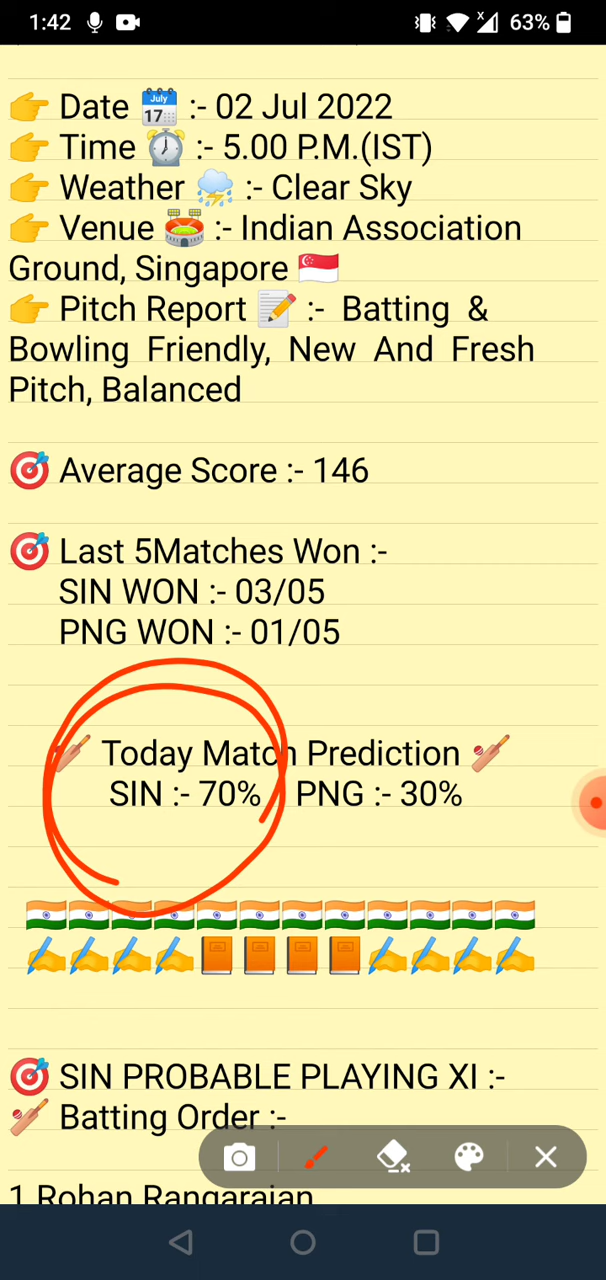 1:42 63%
Date :- 02 Jul 2022
Time :- 5.00 P.M.(IST)
Weather :- Clear Sky
Venue :- Indian Association
Ground, Singapore
Pitch Report :- Batting &
Bowling Friendly, New And Fresh
Pitch, Balanced
Average Score :- 146
Last 5Matches Won :-
SIN WON :- 03/05
PNG WON :- 01/05
Today Match Prediction
SIN :- 70% PNG :- 30%
SIN PROBABLE PLAYING XI :-
Batting Order :-
1 Rohan Rangarajan